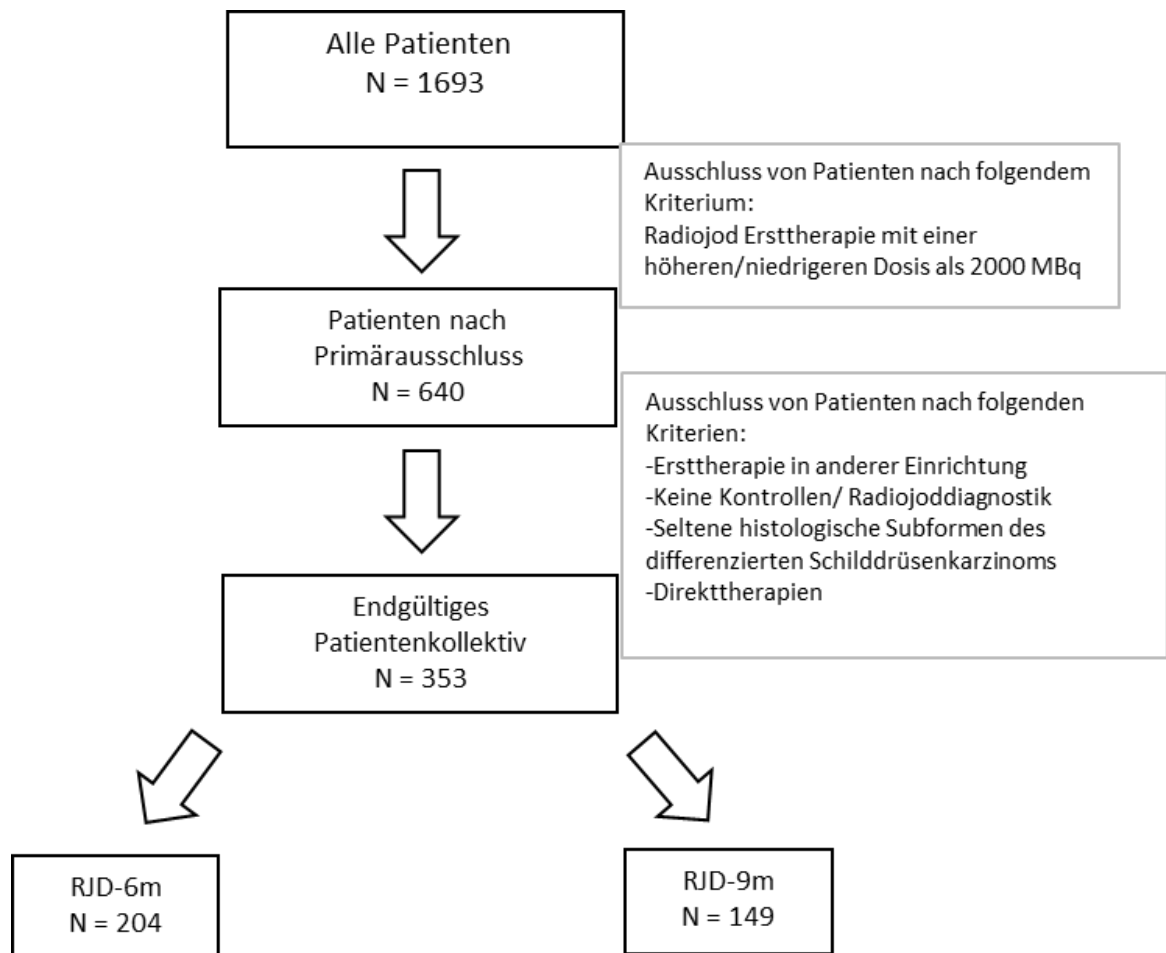 Alle Patienten
N = 1693
Ausschluss von Patienten nach folgendem
Kriterium:
Radiojod Ersttherapie mit einer
höheren/niedrigeren Dosis als 2000 MBq
Patienten nach
Primärausschluss
N = 640
Ausschluss von Patienten nach folgenden
Kriterien:
-Ersttherapie in anderer Einrichtung
-Keine Kontrollen/ Radiojoddiagnostik
-Seltene histologische Subformen des
differenzierten Schilddrüsenkarzinoms
-Direkttherapien
Endgültiges
Patientenkollektiv
N = 353
RJD-6m
N = 204
RJD-9m
N = 149